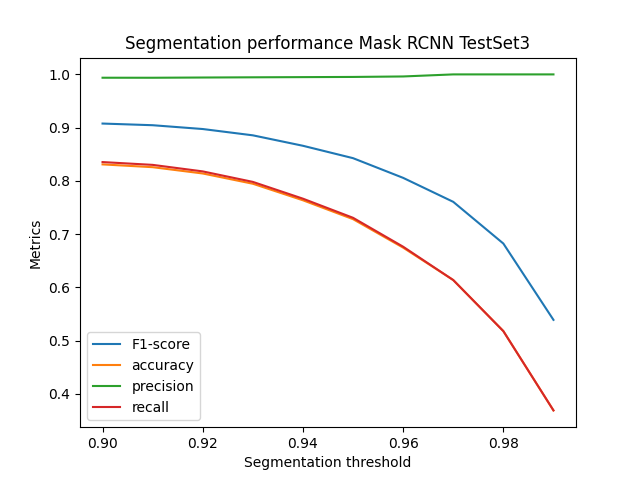 Segmentation performance Mask RCNN TestSet3
Metrics
1.0
0.9
0.8
0.7
0.6
0.5
0.4
F1-score
accuracy
precision
recall
0.90 0.92 0.94 0.96 0.98
Segmentation threshold